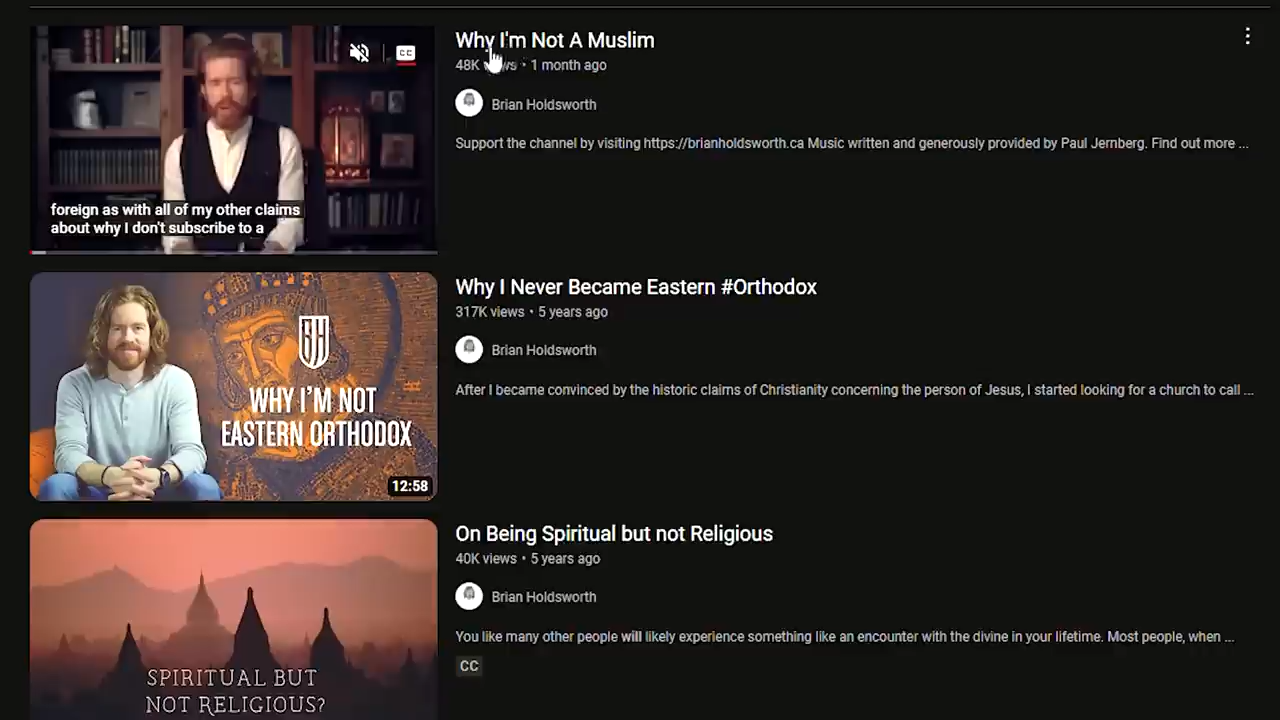 Why I'm Not A Muslim
48K views • 1 month ago
CC
Brian Holdsworth
Support the channel by visiting https://brianholdsworth.ca Music written and generously provided by Paul Jernberg. Find out more ...
foreign as with all of my other claims
about why I don't subscribe to a
Why I Never Became Eastern #Orthodox
317K views • 5 years ago
Brian Holdsworth
After I became convinced by the historic claims of Christianity concerning the person of Jesus, I started looking for a church to call ...
BH
WHY I'M NOT
EASTERN ORTHODOX
12:58
On Being Spiritual but not Religious
40K views • 5 years ago
Brian Holdsworth
You like many other people will likely experience something like an encounter with the divine in your lifetime. Most people, when ...
CC
SPIRITUAL BUT
NOT RELIGIOUS?